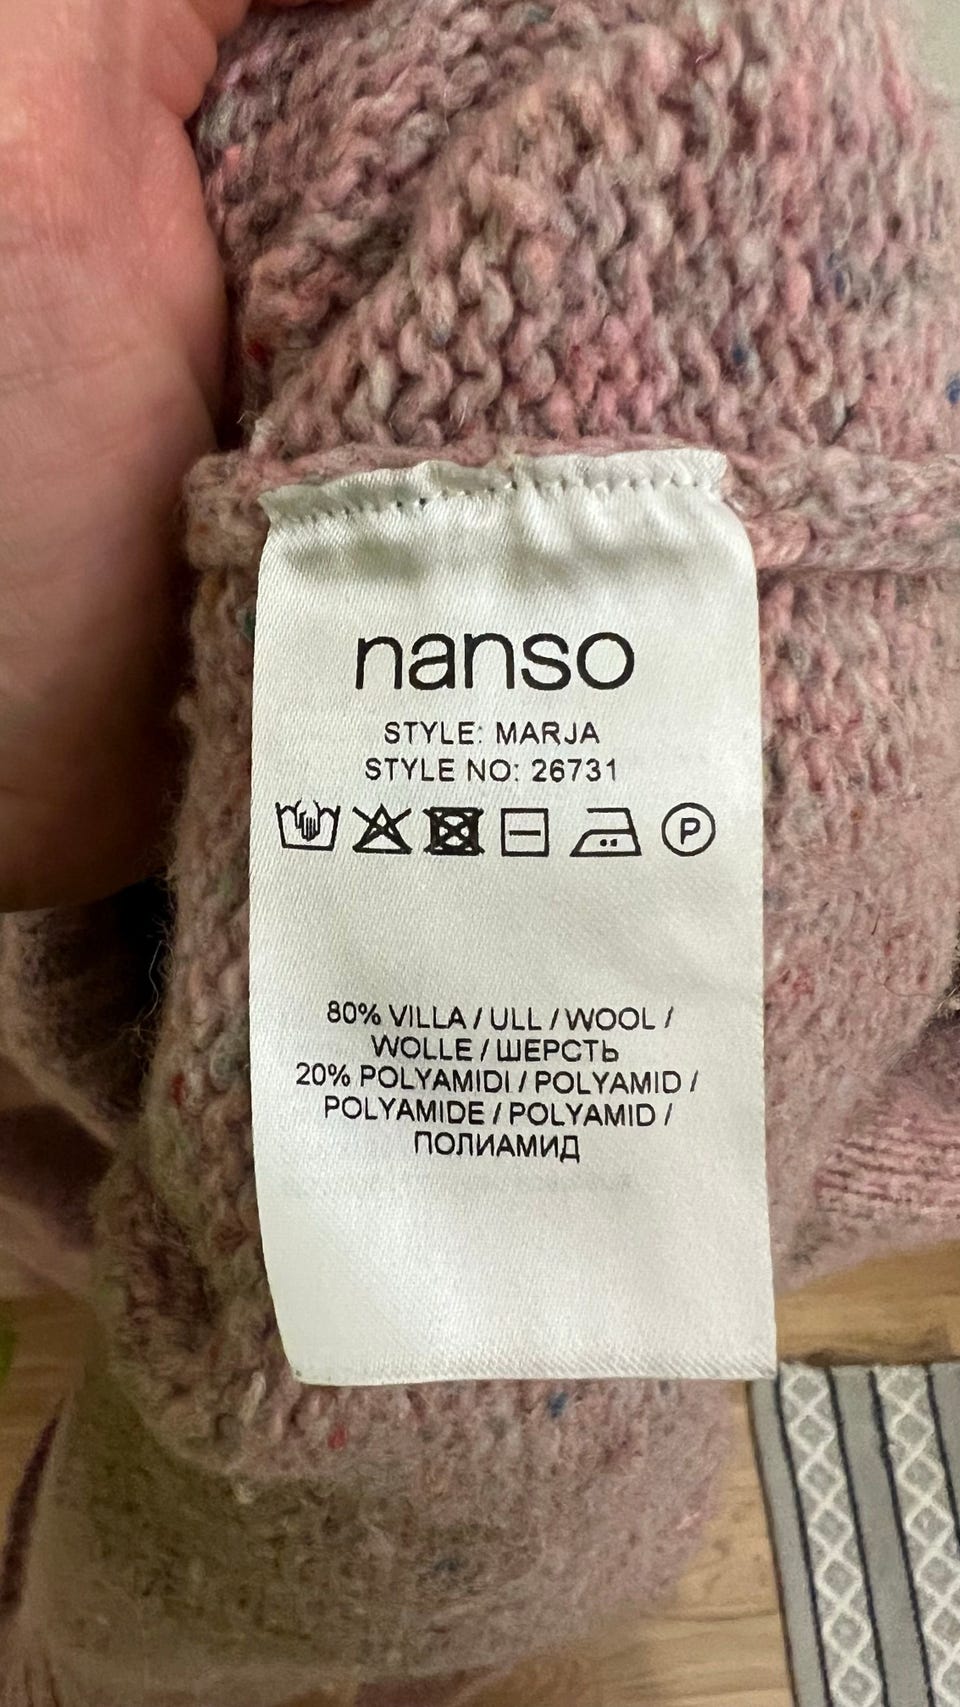 nanso
STYLE: MARJA
STYLE NO: 26731
P
80% VILLA / ULL / WOOL /
WOLLE / ШЕРСТЬ
20% POLYAMIDI / POLYAMID /
POLYAMIDE / POLYAMID /
ПОЛИАМИД